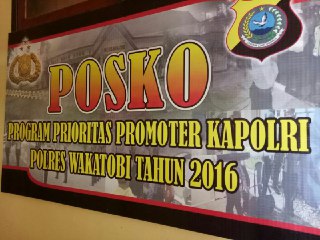 POSKO
PROGRAM PRIORITAS PROMOTER KAPOLRI
POLRES WAKATOBI TAHUN 2016